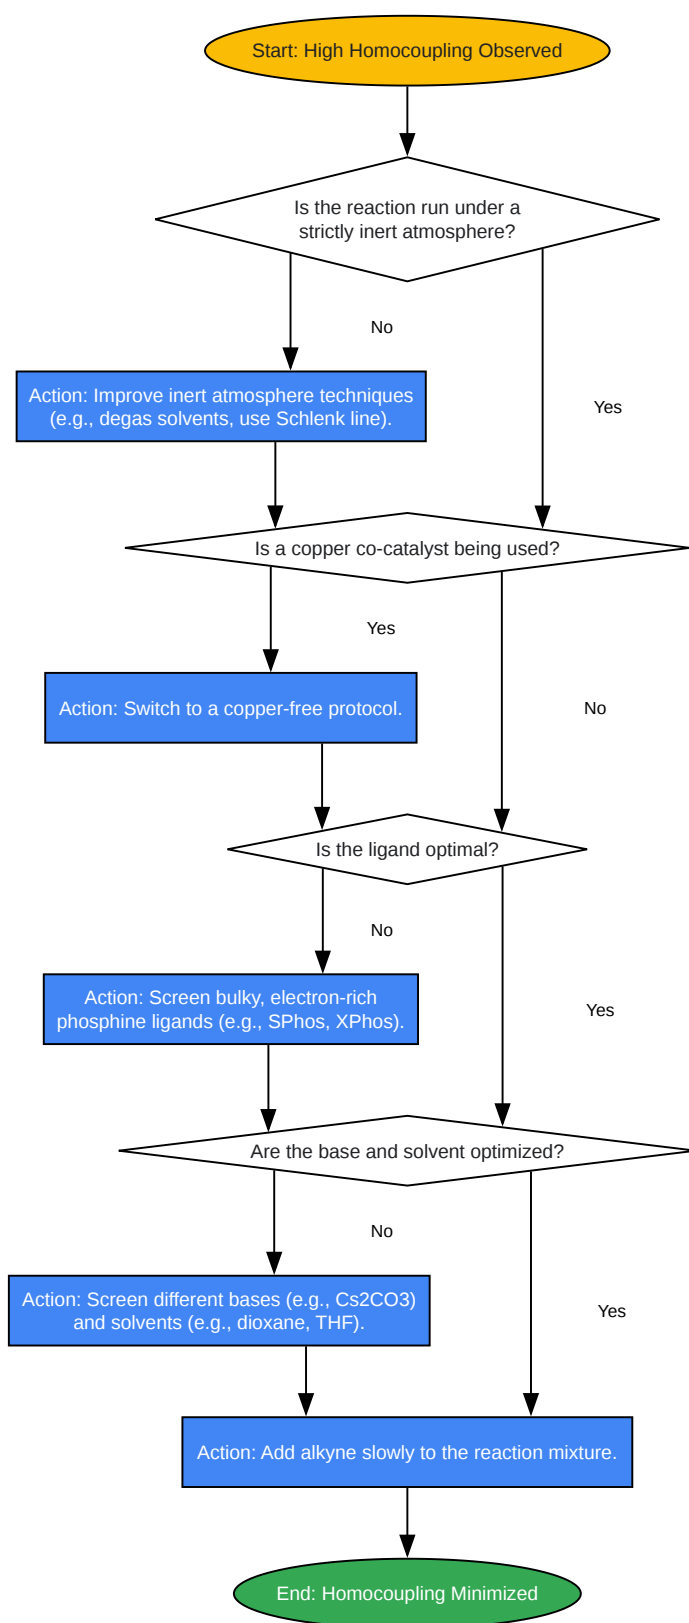 Start: High Homocoupling Observed
Is the reaction run under a
strictly inert atmosphere?
No
Action: Improve inert atmosphere techniques
(e.g., degas solvents, use Schlenk line).
Yes
Is a copper co-catalyst being used?
Yes
Action: Switch to a copper-free protocol.
No
Is the ligand optimal?
No
Action: Screen bulky, electron-rich
phosphine ligands (e.g., SPhos, XPhos).
Yes
Are the base and solvent optimized?
No
Action: Screen different bases (e.g., Cs2CO3)
and solvents (e.g., dioxane, THF).
Yes
Action: Add alkyne slowly to the reaction mixture.
End: Homocoupling Minimized